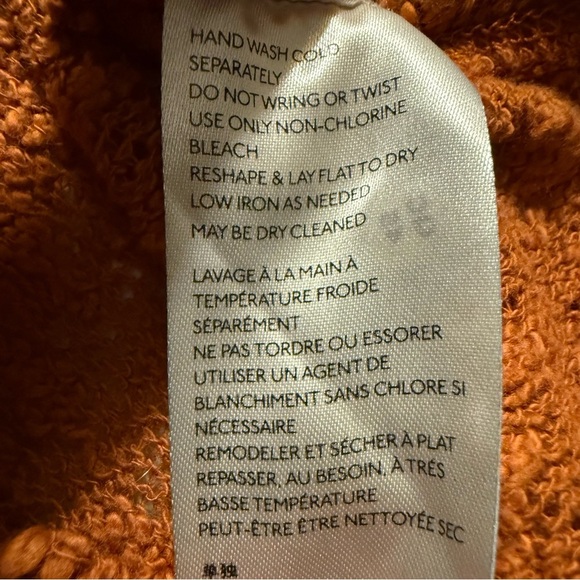 HAND WASH COLD
SEPARATELY
DO NOT WRING OR TWIST
USE ONLY NON-CHLORINE
BLEACH
RESHAPE & LAY FLAT TO DRY
LOW IRON AS NEEDED
MAY BE DRY CLEANED
LAVAGE À LA MAIN À
TEMPÉRATURE FROIDE
SÉPARÉMENT
NE PAS TORDRE OU ESSORER
UTILISER UN AGENT DE
BLANCHIMENT SANS CHLORE SI
NÉCESSAIRE
REMODELER ET SÉCHER À PLAT
REPASSER, AU BESOIN, À TRÉS
BASSE TEMPÉRATURE
PEUT-ÊTRE ÊTRE NETTOYÉE SEC
単独